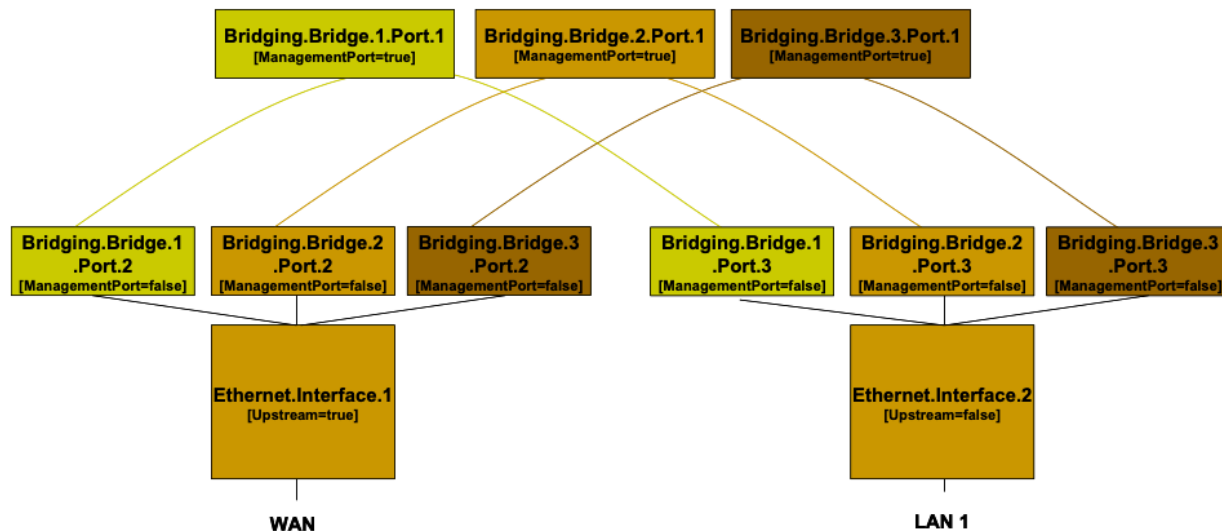 Bridging.Bridge.1.Port.1
[ManagementPort=true]
Bridging.Bridge.2.Port.1
[ManagementPort=true]
Bridging.Bridge.3.Port.1
[ManagementPort=true]
Bridging.Bridge.1
.Port.2
[ManagementPort=false]
Bridging.Bridge.2
.Port.2
[ManagementPort=false]
Bridging.Bridge.3
.Port.2
[ManagementPort=false]
Bridging.Bridge.1
.Port.3
[ManagementPort=false]
Bridging.Bridge.2
.Port.3
[ManagementPort=false]
Bridging.Bridge.3
.Port.3
[ManagementPort=false]
Ethernet.Interface.1
[Upstream=true]
Ethernet.Interface.2
[Upstream=false]
WAN
LAN 1